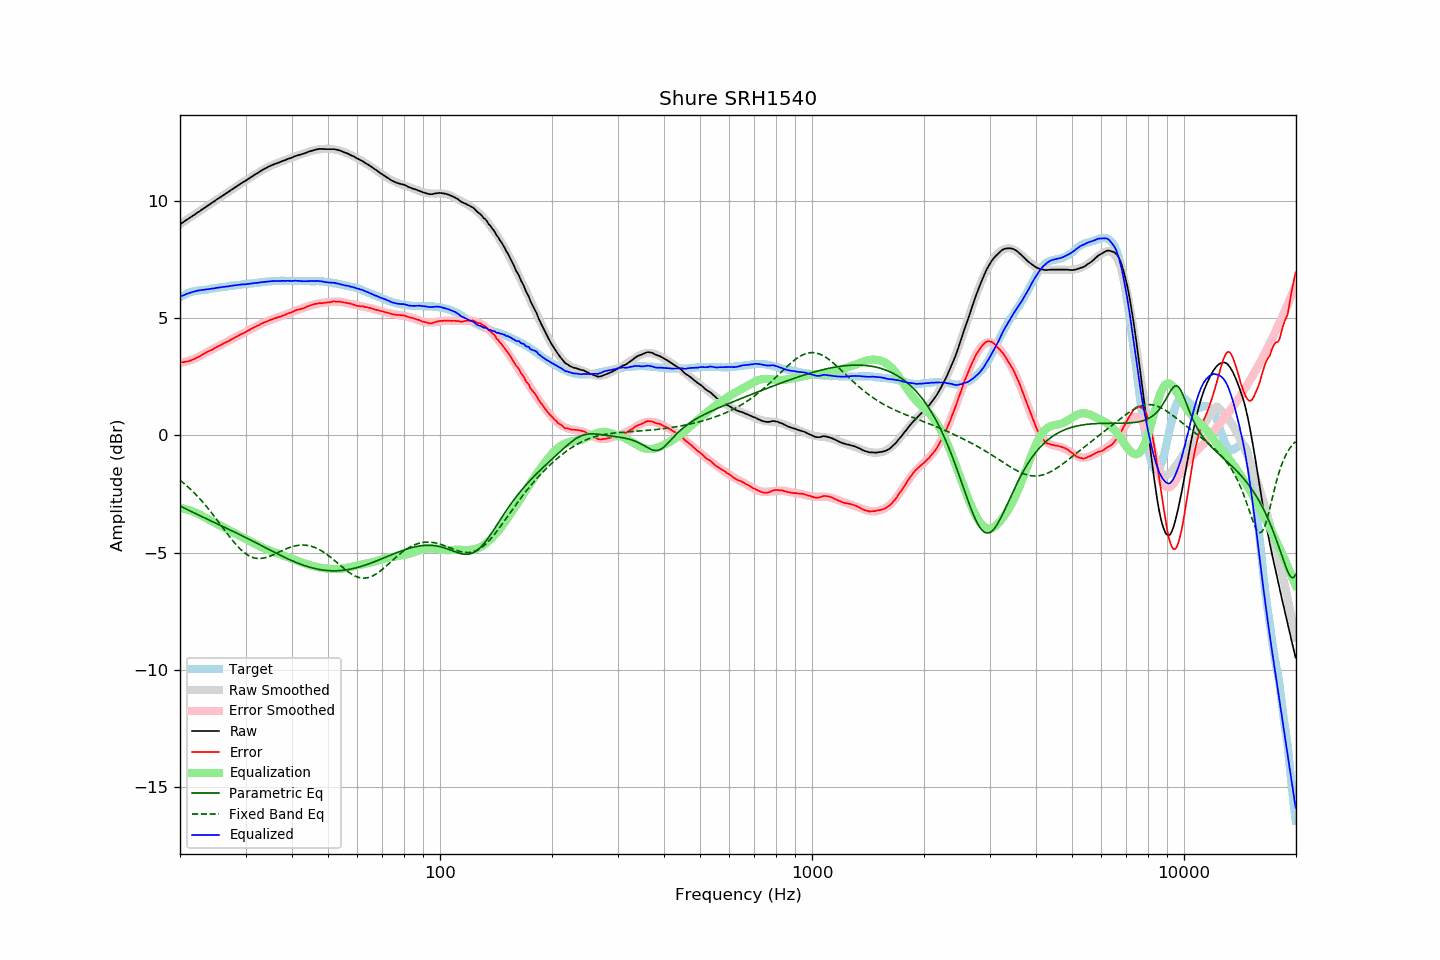 Shure SRH1540
Amplitude (dBr)
10
5
0
−5
−10
−15
Target
Raw Smoothed
Error Smoothed
Raw
Error
Equalization
Parametric Eq
Fixed Band Eq
Equalized
100
1000
10000
Frequency (Hz)